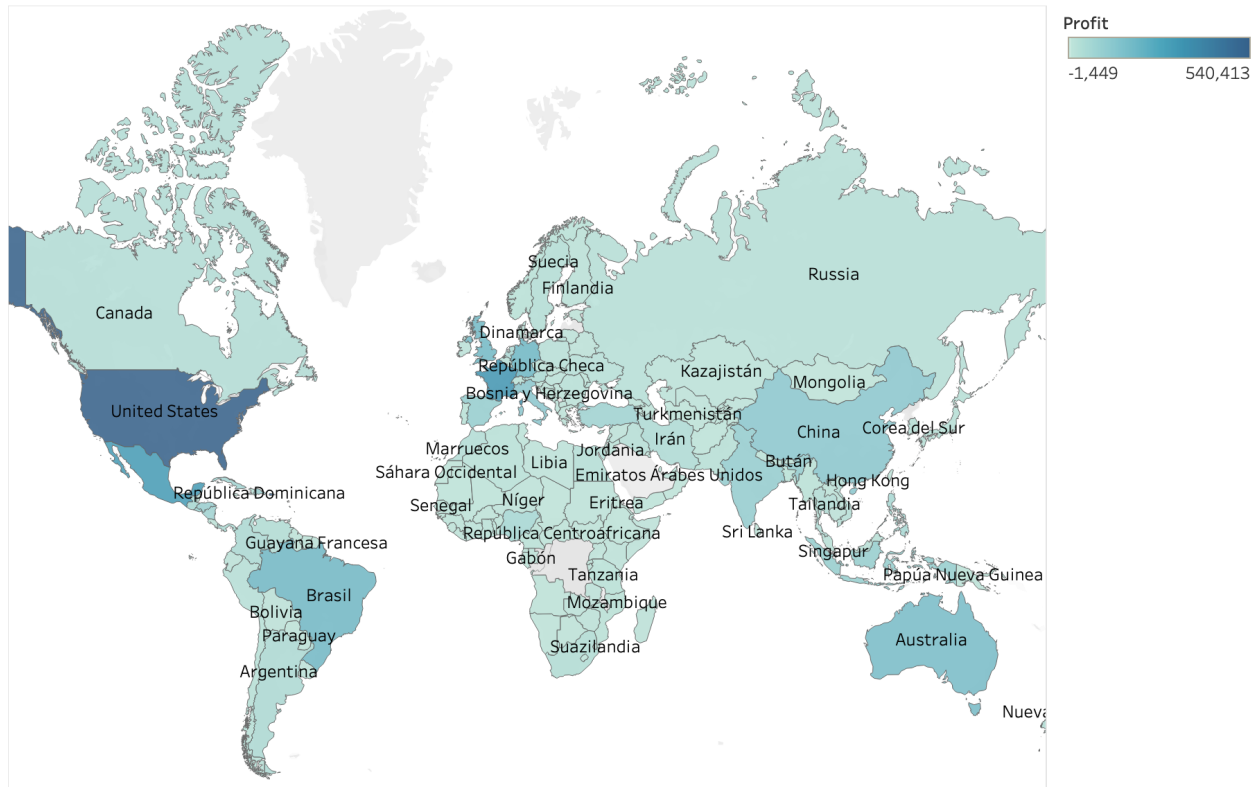 Profit
-1,449 540,413
Suecia
Russia
Finlandia
Canada
Dinamarca
República Checa
Kazajistán
Mongolia
Bosnia y Herzegovina
United States
Turkmenistán
Corea del Sur
China
Irán
Marruecos
Jordania
Libia
Bután
Sáhara Occidental
Emiratos Árabes Unidos
Hong Kong
República Dominicana
Níger
Eritrea
Senegal
Tailandia
República Centroafricana
Sri Lanka
Guayana Francesa
Singapur
Gabón
Tanzania
Papúa Nueva Guinea
Brasil
Mozambique
Bolivia
Paraguay
Australia
Suazilandia
Argentina
Nueva